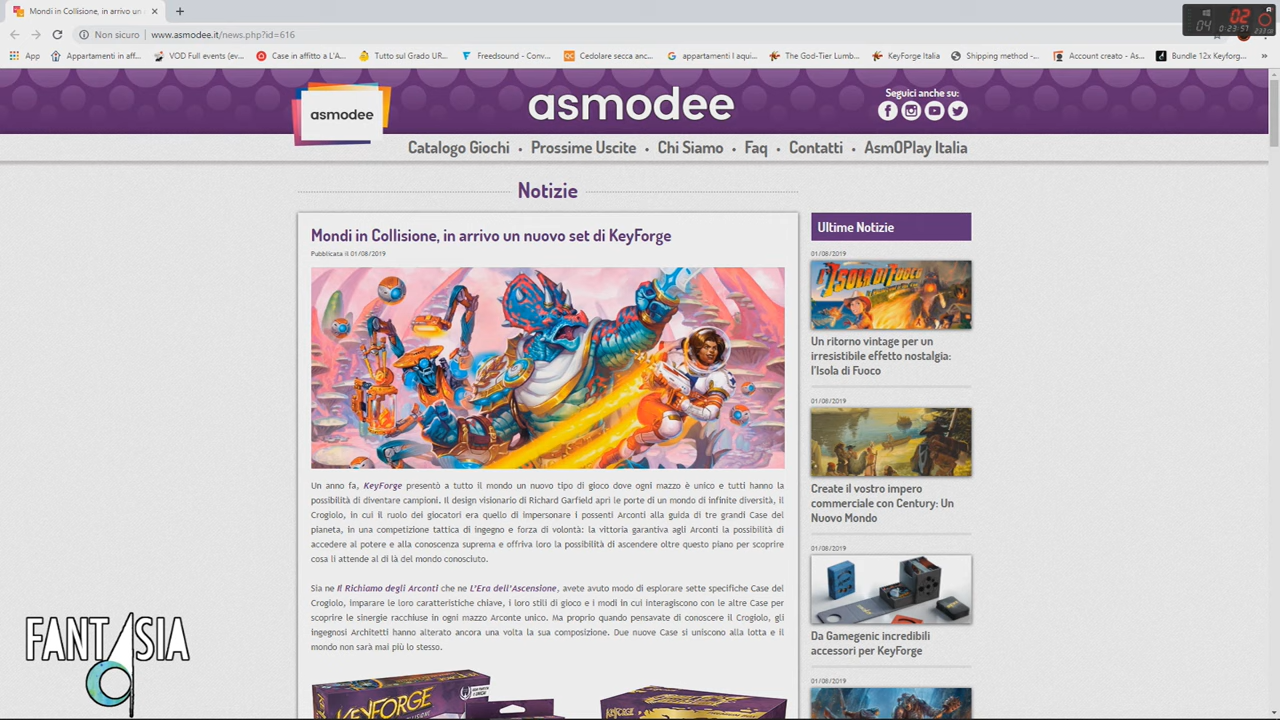 Mondi in Collisione, in arrivo un
Non sicuro
www.asmodee.it/news.php?id=616
02
04
0:23:57
App
Appartamenti in aff...
VOD Full events (ev...
Case in affitto a L'A...
Tutto sul Grado UR...
Freedsound - Conv...
Cedolare secca anc...
appartamenti l aqui...
The God-Tier Lumb...
KeyForge Italia
Shipping method -...
Account creato - As...
Bundle 12x Keyforg...
»
asmodee
asmodee
Seguici anche su:
Catalogo Giochi • Prossime Uscite • Chi Siamo • Faq • Contatti • AsmOPlay Italia
Notizie
Mondi in Collisione, in arrivo un nuovo set di KeyForge
Pubblicata il 01/08/2019
Un anno fa, KeyForge presentò a tutto il mondo un nuovo tipo di gioco dove ogni mazzo è unico e tutti hanno la
possibilità di diventare campioni. Il design visionario di Richard Garfield aprì le porte di un mondo di infinite diversità, il
Crogiolo, in cui il ruolo dei giocatori era quello di impersonare i possenti Arconti alla guida di tre grandi Case del
pianeta, in una competizione tattica di ingegno e forza di volontà: la vittoria garantiva agli Arconti la possibilità di
accedere al potere e alla conoscenza suprema e offriva loro la possibilità di ascendere oltre questo piano per scoprire
cosa li attende al di là del mondo conosciuto.
Sia ne Il Richiamo degli Arconti che ne L'Era dell'Ascensione, avete avuto modo di esplorare sette specifiche Case del
Crogiolo, imparare le loro caratteristiche chiave, i loro stili di gioco e i modi in cui interagiscono con le altre Case per
scoprire le sinergie racchiuse in ogni mazzo Arconte unico. Ma proprio quando pensavate di conoscere il Crogiolo, gli
ingegnosi Architetti hanno alterato ancora una volta la sua composizione. Due nuove Case si uniscono alla lotta e il
mondo non sarà mai più lo stesso.
KEYFORGE
KEYFORGE
Ultime Notizie
01/08/2019
l'Isola di Fuoco
Un ritorno vintage per un
irresistibile effetto nostalgia:
l'Isola di Fuoco
01/08/2019
Create il vostro impero
commerciale con Century: Un
Nuovo Mondo
01/08/2019
Da Gamegenic incredibili
accessori per KeyForge
01/08/2019
FANTASIA